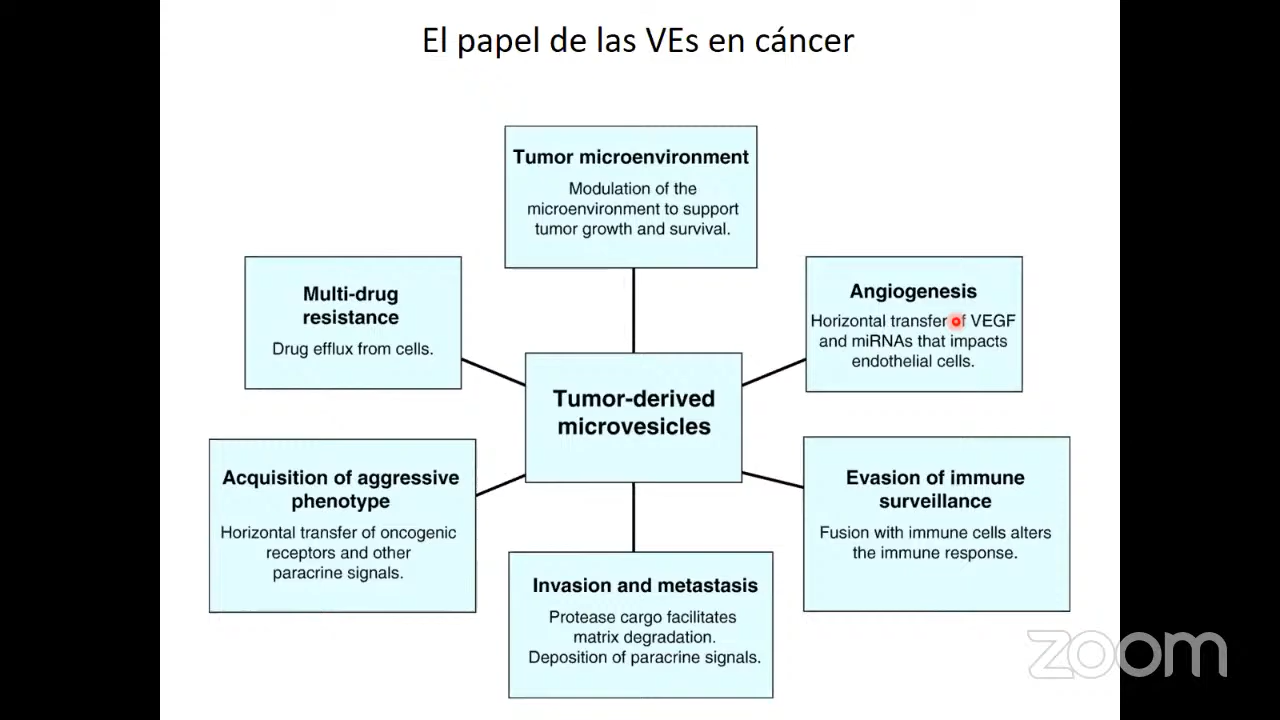 El papel de las VEs en cáncer
Tumor microenvironment
Modulation of the
microenvironment to support
tumor growth and survival.
Multi-drug
resistance
Drug efflux from cells.
Angiogenesis
Horizontal transfer of VEGF
and miRNAs that impacts
endothelial cells.
Tumor-derived
microvesicles
Acquisition of aggressive
phenotype
Horizontal transfer of oncogenic
receptors and other
paracrine signals.
Evasion of immune
surveillance
Fusion with immune cells alters
the immune response.
Invasion and metastasis
Protease cargo facilitates
matrix degradation.
Deposition of paracrine signals.
zoom